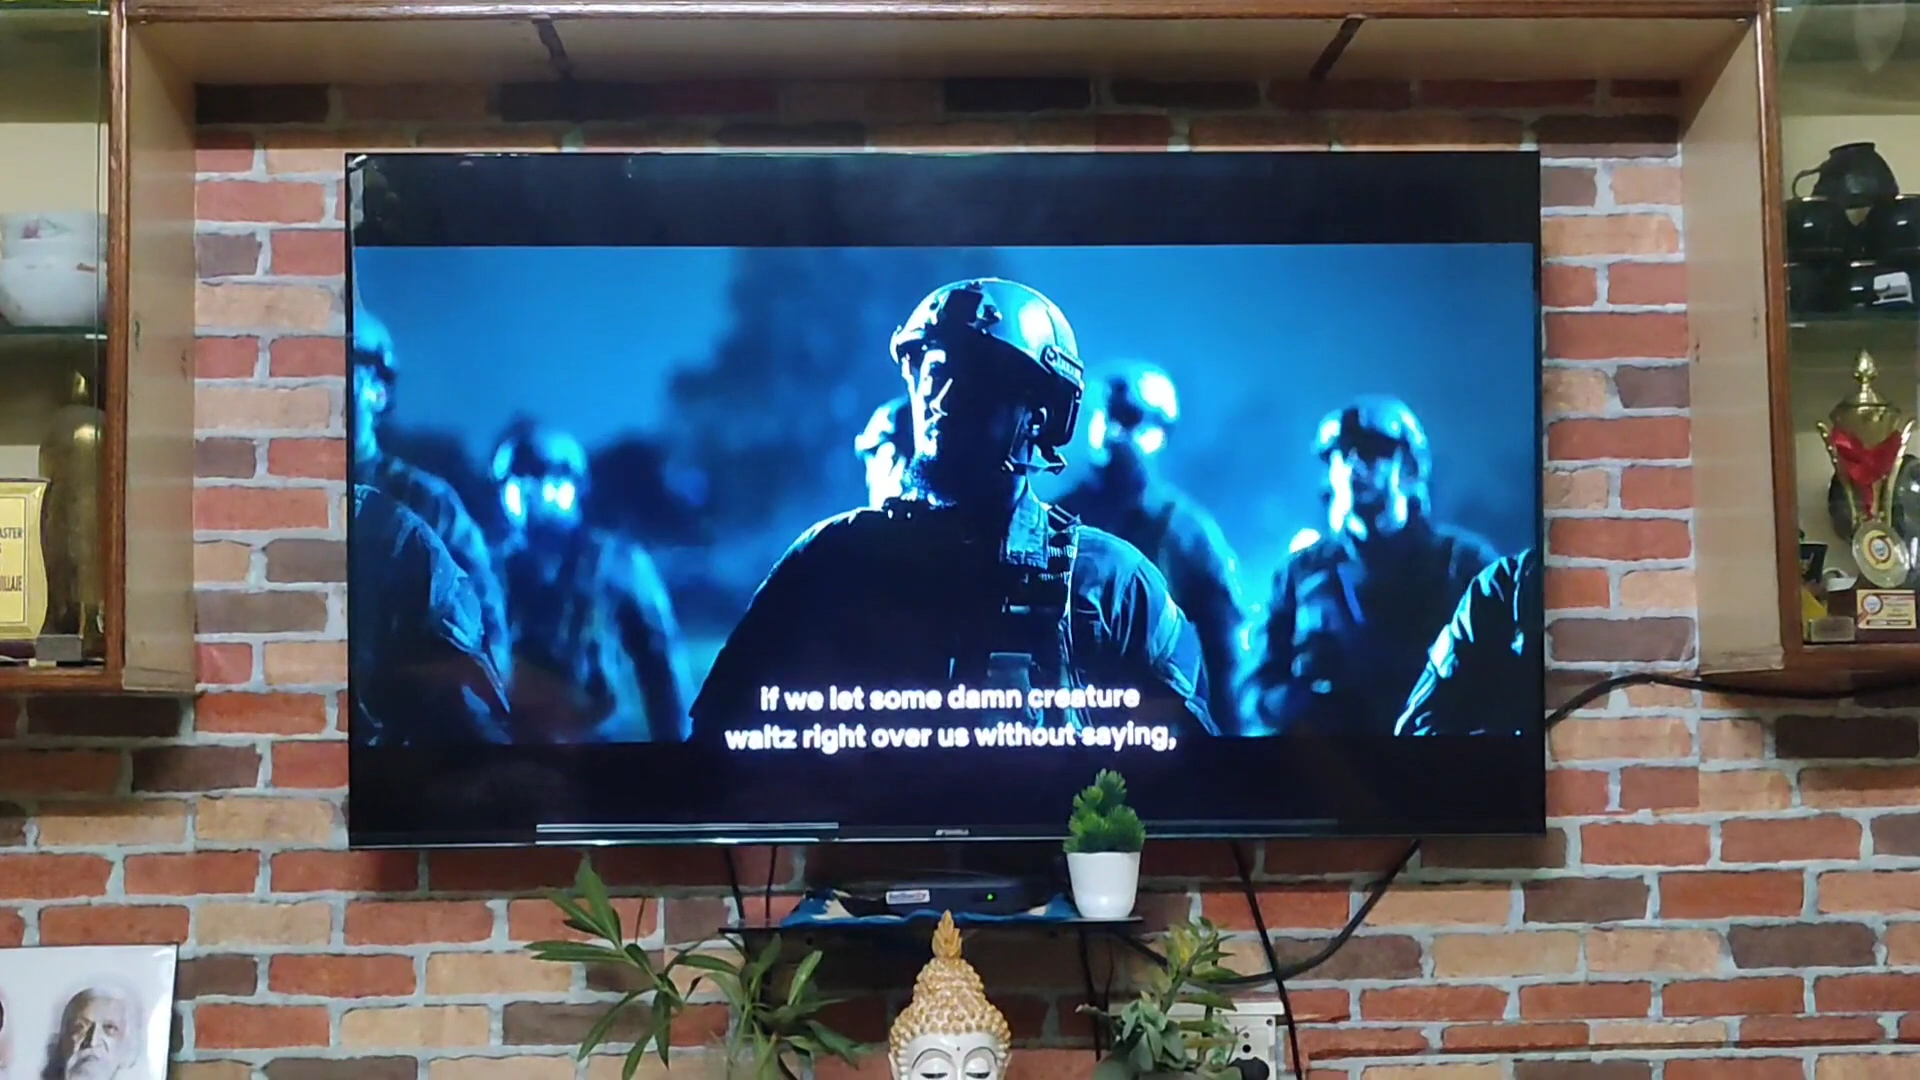 If we let some damn creature
waltz right over us without saying,